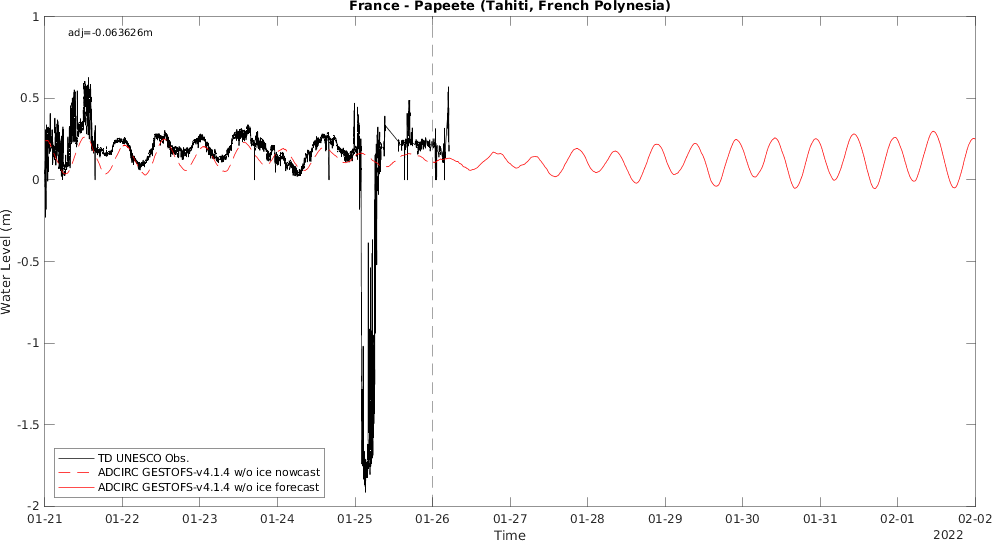 France - Papeete (Tahiti, French Polynesia)
adj=-0.063626m
1
0.5
0
-0.5
-1
-1.5
-2
Water Level (m)
TD UNESCO Obs.
ADCIRC GESTOFS-v4.1.4 w/o ice nowcast
ADCIRC GESTOFS-v4.1.4 w/o ice forecast
01-21 01-22 01-23 01-24 01-25 01-26 01-27 01-28 01-29 01-30 01-31 02-01 02-02
Time
2022